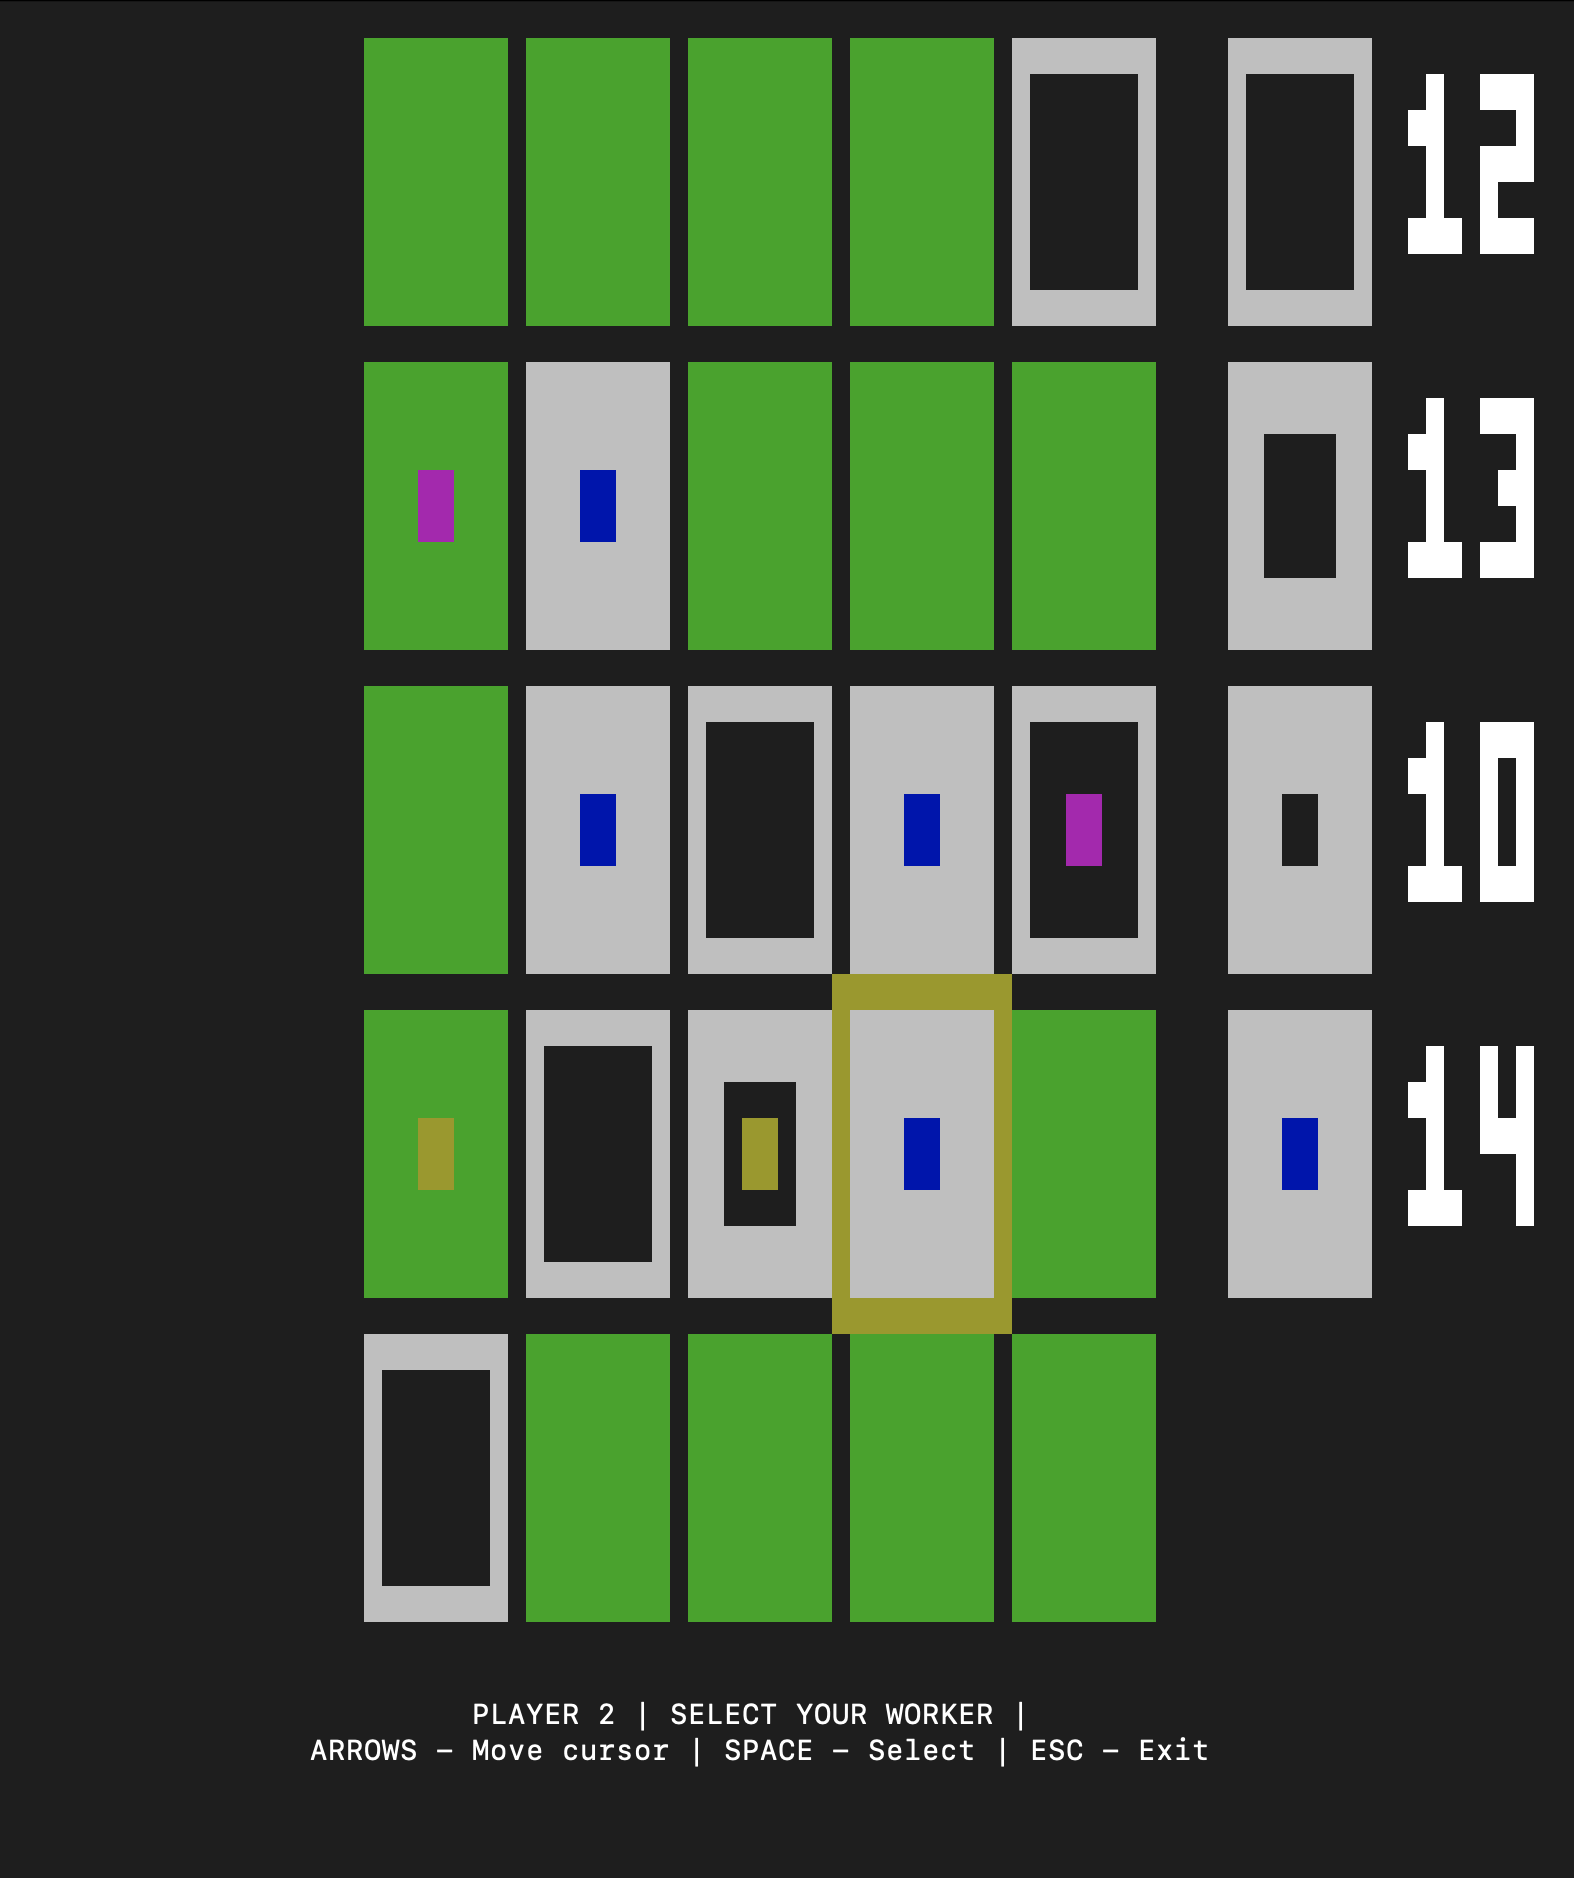 12
13
10
14
PLAYER 2 | SELECT YOUR WORKER |
ARROWS – Move cursor | SPACE – Select | ESC – Exit